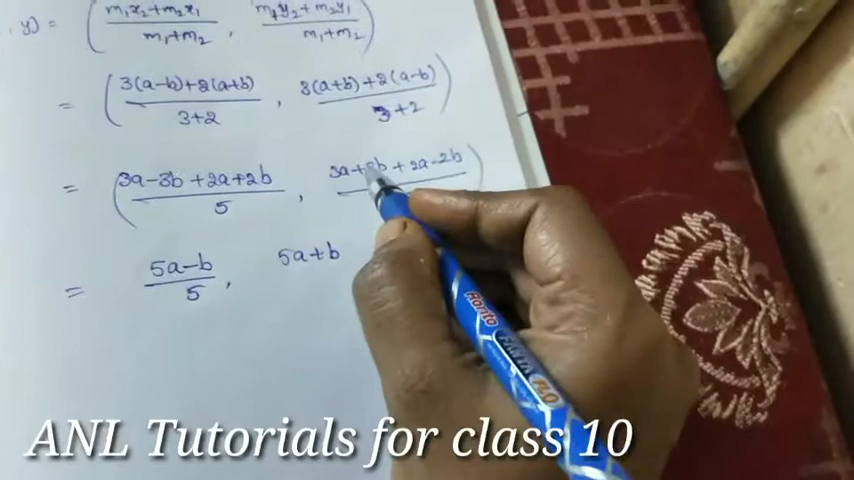 , y) = ( m₁x₂+m₂x₁ / m₁+m₂ , m₁y₂+m₂y₁ / m₁+m₂ )
= ( 3(a-b)+2(a+b) / 3+2 , 3(a+b)+2(a-b) / 3+2 )
= ( 3a-3b+2a+2b / 5 , 3a+3b+2a-2b )
= 5a-b / 5 , 5a+b
Rorito
FLO
ANL Tutorials for class 10